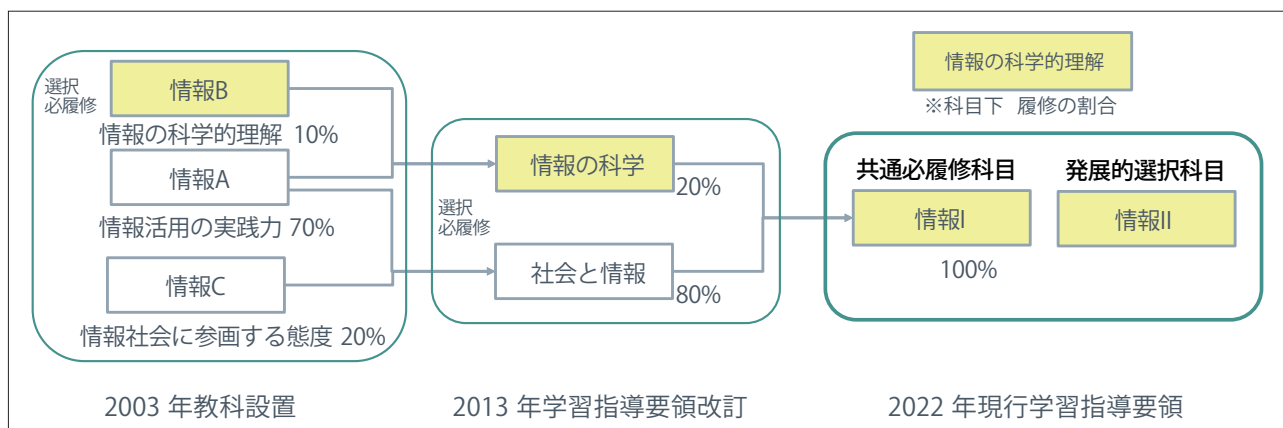 選択
必履修
情報B
情報の科学的理解 10%
情報A
情報活用の実践力 70%
情報C
情報社会に参画する態度 20%
2003 年教科設置
情報の科学
20%
選択
必履修
社会と情報
80%
2013 年学習指導要領改訂
情報の科学的理解
※科目下 履修の割合
共通必履修科目
発展的選択科目
情報I
情報II
100%
2022 年現行学習指導要領